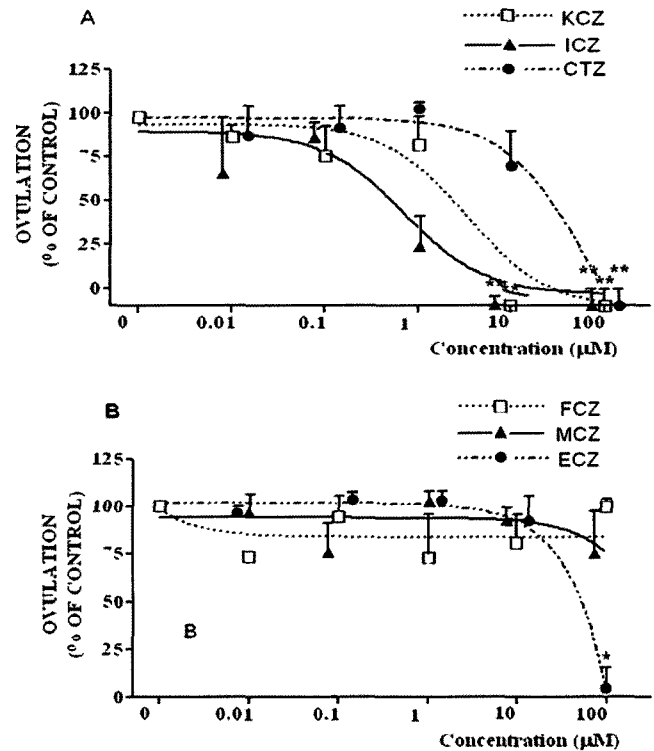 A
KCZ
ICZ
CTZ
OVULATION
(% OF CONTROL)
125
100
75
50
25
0
** **
** **
**
0 0.01 0.1 1 10 100
Concentration (µM)
B
FCZ
MCZ
ECZ
OVULATION
(% OF CONTROL)
125
100
75
50
25
0
B
*
0 0.01 0.1 1 10 100
Concentration (µM)